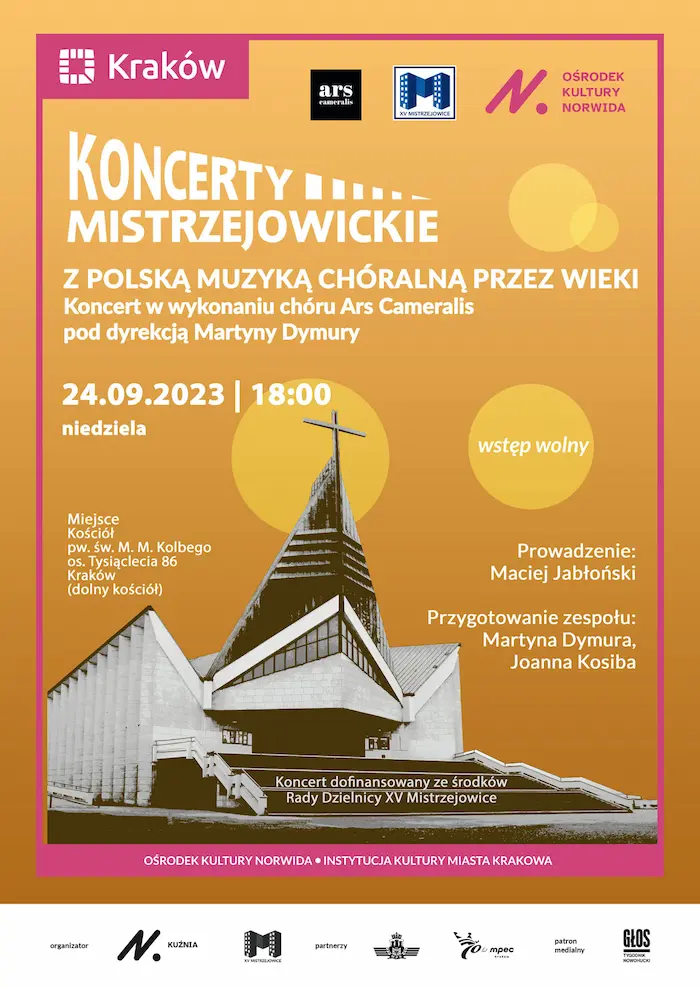 Kraków
ars
cameralis
XV MISTRZEJOWICE
OŚRODEK
KULTURY
NORWIDA
KONCERTY
MISTRZEJOWICKIE
Z POLSKĄ MUZYKĄ CHÓRALNĄ PRZEZ WIEKI
Koncert w wykonaniu chóru Ars Cameralis
pod dyrekcją Martyny Dymury
24.09.2023 | 18:00
niedziela
wstęp wolny
Miejsce
Kościół
pw. św. M. M. Kolbego
os. Tysiąclecia 86
Kraków
(dolny kościół)
Prowadzenie:
Maciej Jabłoński
Przygotowanie zespołu:
Martyna Dymura,
Joanna Kosiba
Koncert dofinansowany ze środków
Rady Dzielnicy XV Mistrzejowice
OŚRODEK KULTURY NORWIDA • INSTYTUCJA KULTURY MIASTA KRAKOWA
organizator
KUŹNIA
XV MISTRZEJOWICE
partnerzy
mpec
kraków
patron
medialny
GŁOS
TYGODNIK
NOWOHUCKI